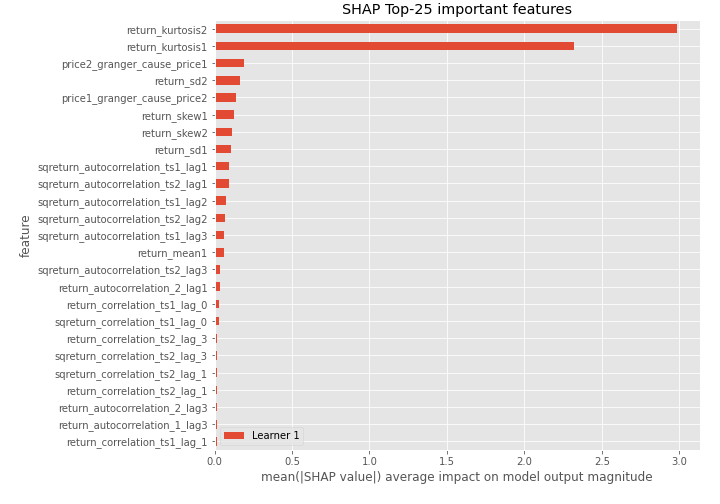 SHAP Top-25 important features
return_kurtosis2
return_kurtosis1
price2_granger_cause_price1
return_sd2
price1_granger_cause_price2
return_skew1
return_skew2
return_sd1
sqreturn_autocorrelation_ts1_lag1
sqreturn_autocorrelation_ts2_lag1
sqreturn_autocorrelation_ts1_lag2
sqreturn_autocorrelation_ts2_lag2
sqreturn_autocorrelation_ts1_lag3
return_mean1
sqreturn_autocorrelation_ts2_lag3
return_autocorrelation_2_lag1
return_correlation_ts1_lag_0
sqreturn_correlation_ts1_lag_0
return_correlation_ts2_lag_3
sqreturn_correlation_ts2_lag_3
sqreturn_correlation_ts1_lag_1
return_correlation_ts2_lag_1
return_autocorrelation_2_lag3
return_autocorrelation_1_lag3
return_correlation_ts1_lag_1
feature
Learner 1
0.0 0.5 1.0 1.5 2.0 2.5 3.0
mean(|SHAP value|) average impact on model output magnitude